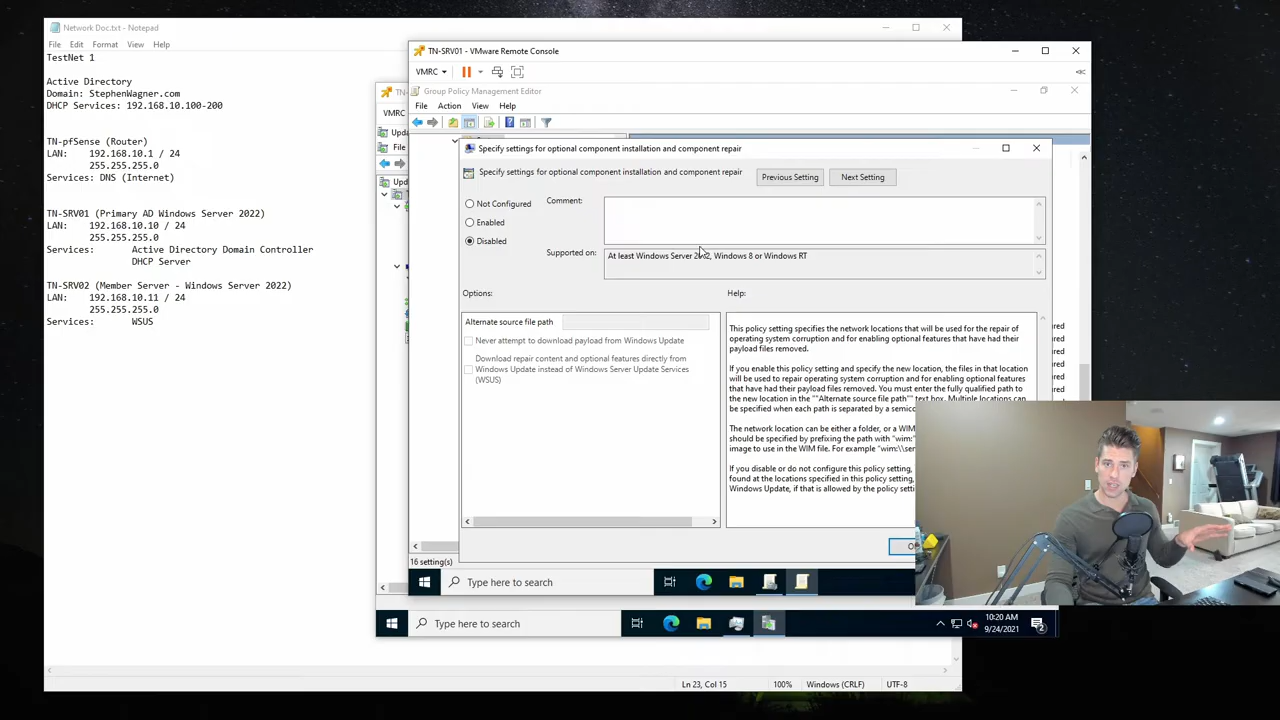 Network Doc.txt - Notepad
File Edit Format View Help
TestNet 1
Active Directory
Domain: StephenWagner.com
DHCP Services: 192.168.10.100-200
TN-pfSense (Router)
LAN: 192.168.10.1 / 24
255.255.255.0
Services: DNS (Internet)
TN-SRV01 (Primary AD Windows Server 2022)
LAN: 192.168.10.10 / 24
255.255.255.0
Services: Active Directory Domain Controller
DHCP Server
TN-SRV02 (Member Server - Windows Server 2022)
LAN: 192.168.10.11 / 24
255.255.255.0
Services: WSUS
Ln 23, Col 15 100% Windows (CRLF) UTF-8
TN-
VMRC
Upda
File
Upd
TN-SRV01 - VMware Remote Console
VMRC
Group Policy Management Editor
File Action View Help
Specify settings for optional component installation and component repair
Specify settings for optional component installation and component repair
Previous Setting Next Setting
Not Configured
Enabled
Disabled
Comment:
Supported on:
At least Windows Server 2012, Windows 8 or Windows RT
Options:
Help:
Alternate source file path
Never attempt to download payload from Windows Update
Download repair content and optional features directly from
Windows Update instead of Windows Server Update Services
(WSUS)
This policy setting specifies the network locations that will be used for the repair of
operating system corruption and for enabling optional features that have had their
payload files removed.
If you enable this policy setting and specify the new location, the files in that location
will be used to repair operating system corruption and for enabling optional features
that have had their payload files removed. You must enter the fully qualified path to
the new location in the ""Alternate source file path"" text box. Multiple locations can
be specified when each path is separated by a semico
The network location can be either a folder, or a WIM
should be specified by prefixing the path with "wim:
image to use in the WIM file. For example "wim:\\se
If you disable or do not configure this policy setting,
found at the locations specified in this policy setting,
Windows Update, if that is allowed by the policy setti
ured
red
red
red
red
red
16 setting(s)
Type here to search
Type here to search
10:20 AM
9/24/2021
2